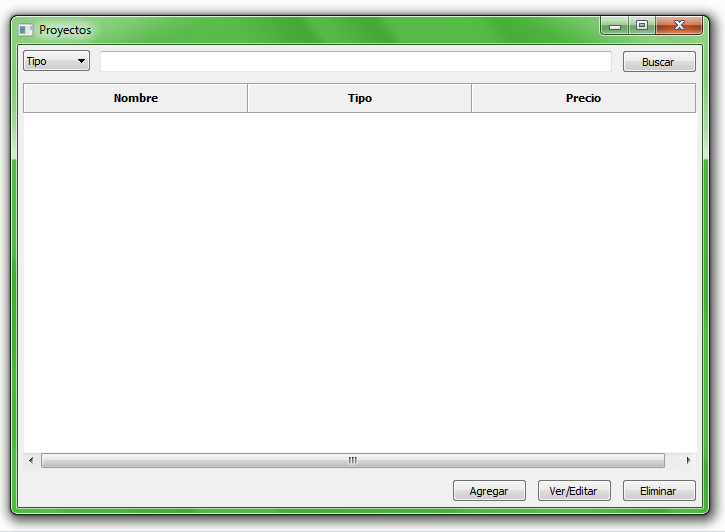 Proyectos
Tipo Buscar
Nombre Tipo Precio
Agregar Ver/Editar Eliminar